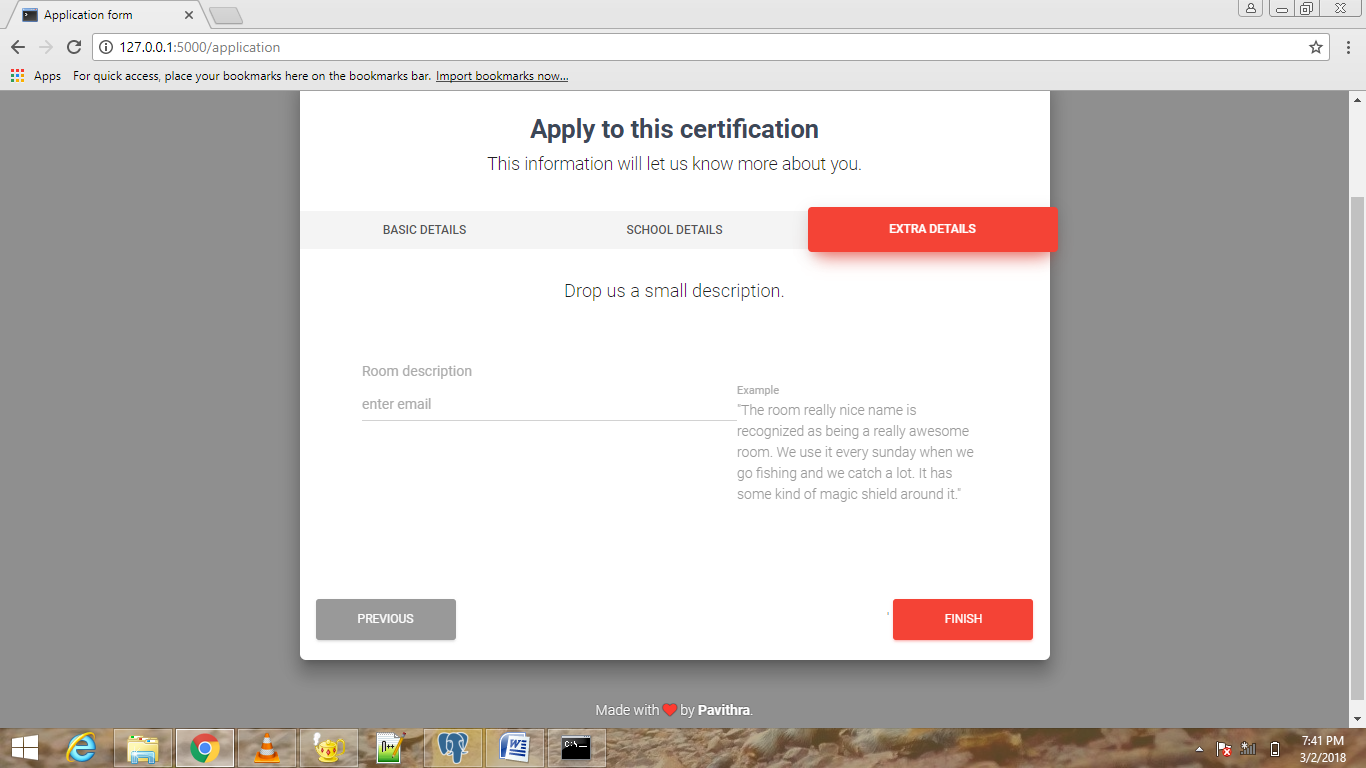 Application form
127.0.0.1:5000/application
Apps For quick access, place your bookmarks here on the bookmarks bar. Import bookmarks now...
Apply to this certification
This information will let us know more about you.
BASIC DETAILS SCHOOL DETAILS EXTRA DETAILS
Drop us a small description.
Room description
enter email
Example
"The room really nice name is
recognized as being a really awesome
room. We use it every sunday when we
go fishing and we catch a lot. It has
some kind of magic shield around it."
PREVIOUS FINISH
Made with by Pavithra.
7:41 PM
3/2/2018